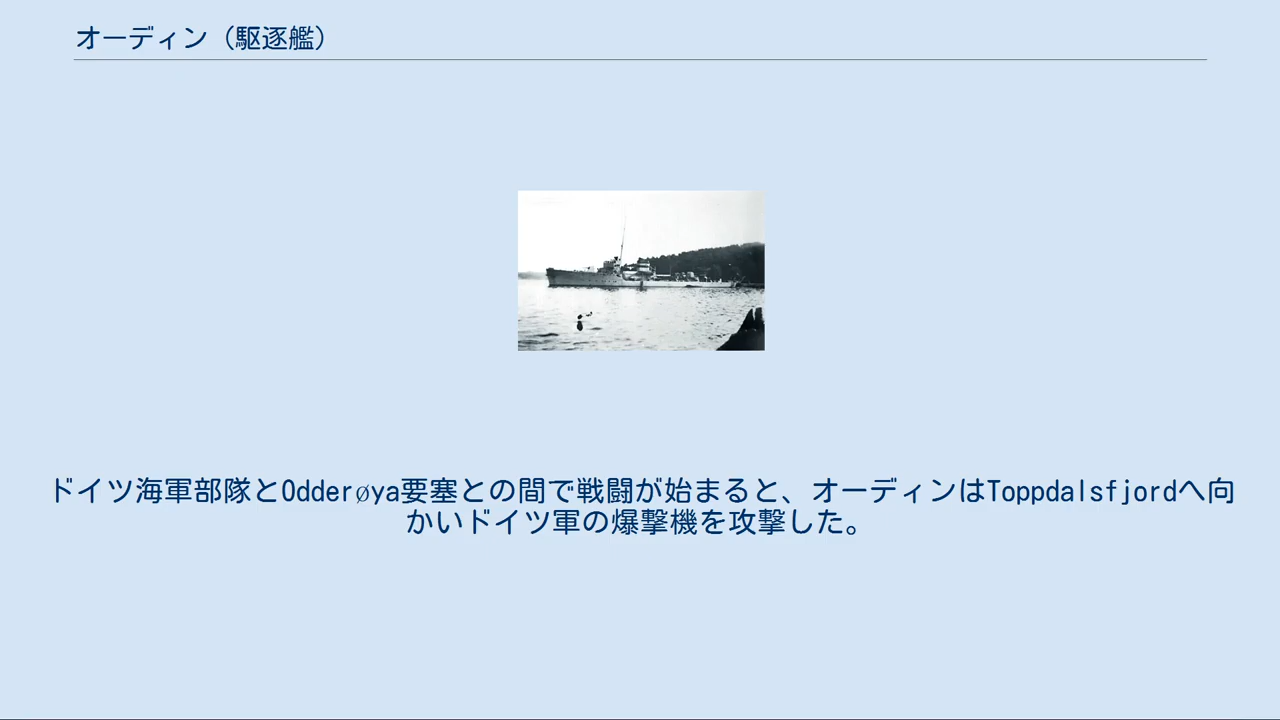 オーディン（駆逐艦）
ドイツ海軍部隊とOdderøya要塞との間で戦闘が始まると、オーディンはToppdalsfjordへ向
かいドイツ軍の爆撃機を攻撃した。